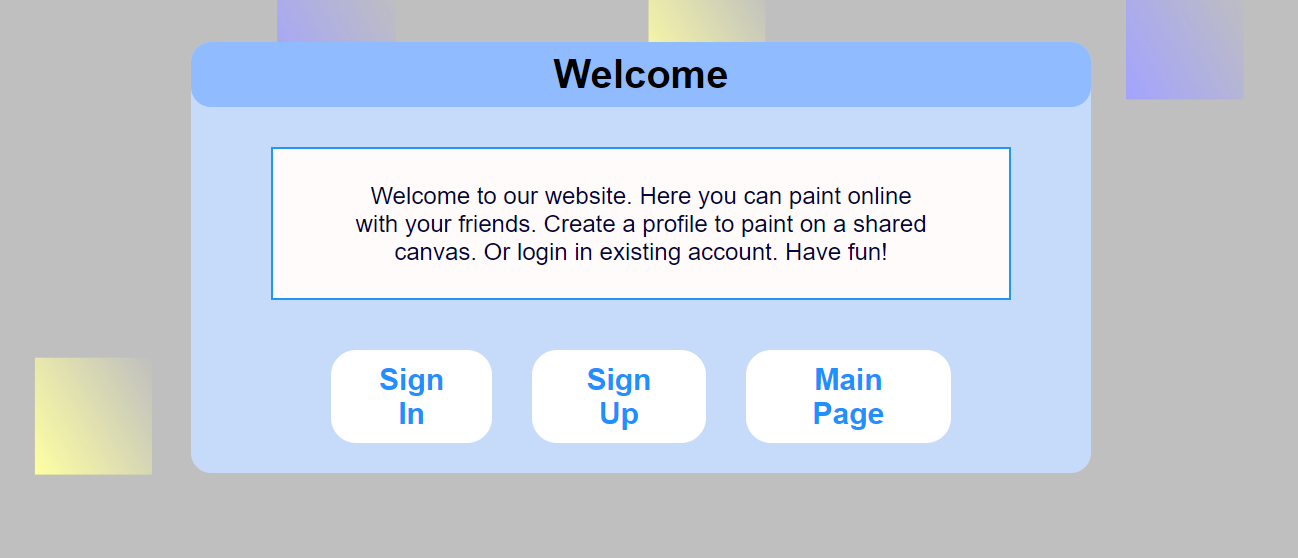 Welcome
Welcome to our website. Here you can paint online
with your friends. Create a profile to paint on a shared
canvas. Or login in existing account. Have fun!
Sign
In
Sign
Up
Main
Page